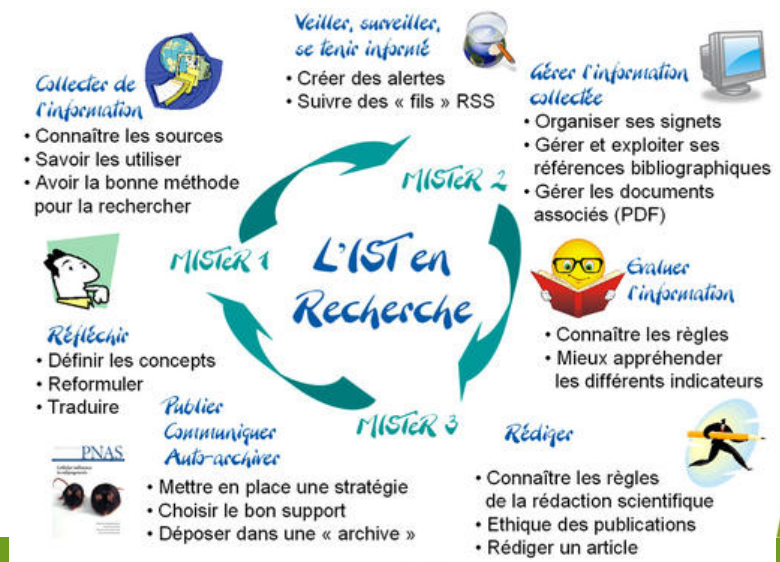 Veiller, surveiller,
se tenir informé
• Créer des alertes
• Suivre des « fils » RSS
Gérer l'information
collectée
• Organiser ses signets
• Gérer et exploiter ses
références bibliographiques
• Gérer les documents
associés (PDF)
Evaluer
l'information
• Connaître les règles
• Mieux appréhender
les différents indicateurs
Rédiger
• Connaître les règles
de la rédaction scientifique
• Ethique des publications
• Rédiger un article
Publier
Communiquer
Auto-archiver
• Mettre en place une stratégie
• Choisir le bon support
• Déposer dans une « archive »
PNAS
Réfléchir
• Définir les concepts
• Reformuler
• Traduire
Collecter de
l'information
• Connaître les sources
• Savoir les utiliser
• Avoir la bonne méthode
pour la rechercher
MISTeR 1
MISTeR 2
MISTeR 3
L'IST en
Recherche